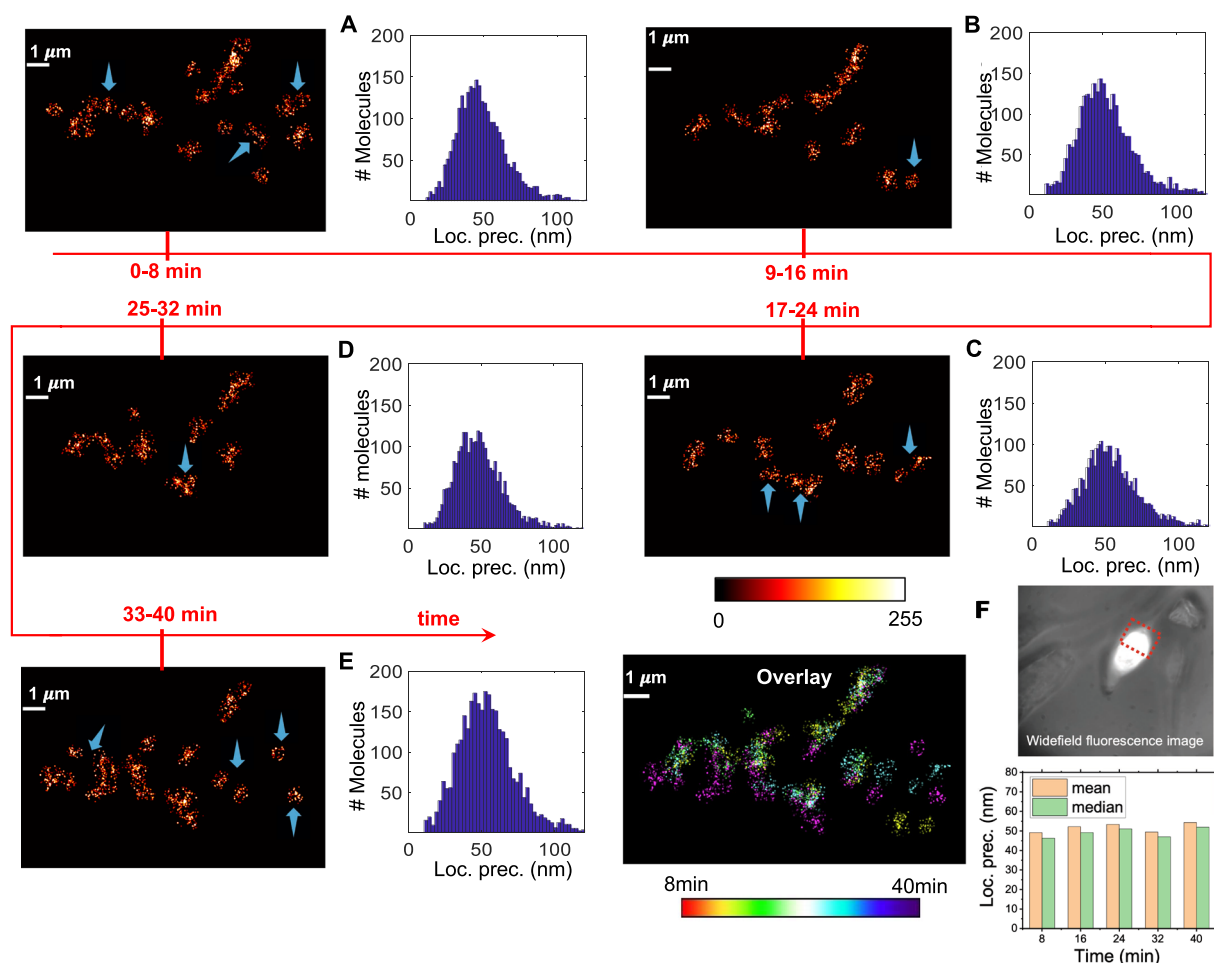 A
1 μm
200
150
100
50
# Molecules
0
50
100
Loc. prec. (nm)
B
1 μm
200
150
100
50
# Molecules
0
50
100
Loc. prec. (nm)
0-8 min
9-16 min
25-32 min
17-24 min
D
1 μm
200
150
100
50
# molecules
0
50
100
Loc. prec. (nm)
C
1 μm
200
150
100
50
# Molecules
0
50
100
Loc. prec. (nm)
0
255
33-40 min
time
E
1 μm
200
150
100
50
# Molecules
0
50
100
Loc. prec. (nm)
Overlay
1 μm
8min
40min
F
Widefield fluorescence image
80
70
60
50
40
30
20
10
0
Loc. prec. (nm)
mean
median
8
16
24
32
40
Time (min)